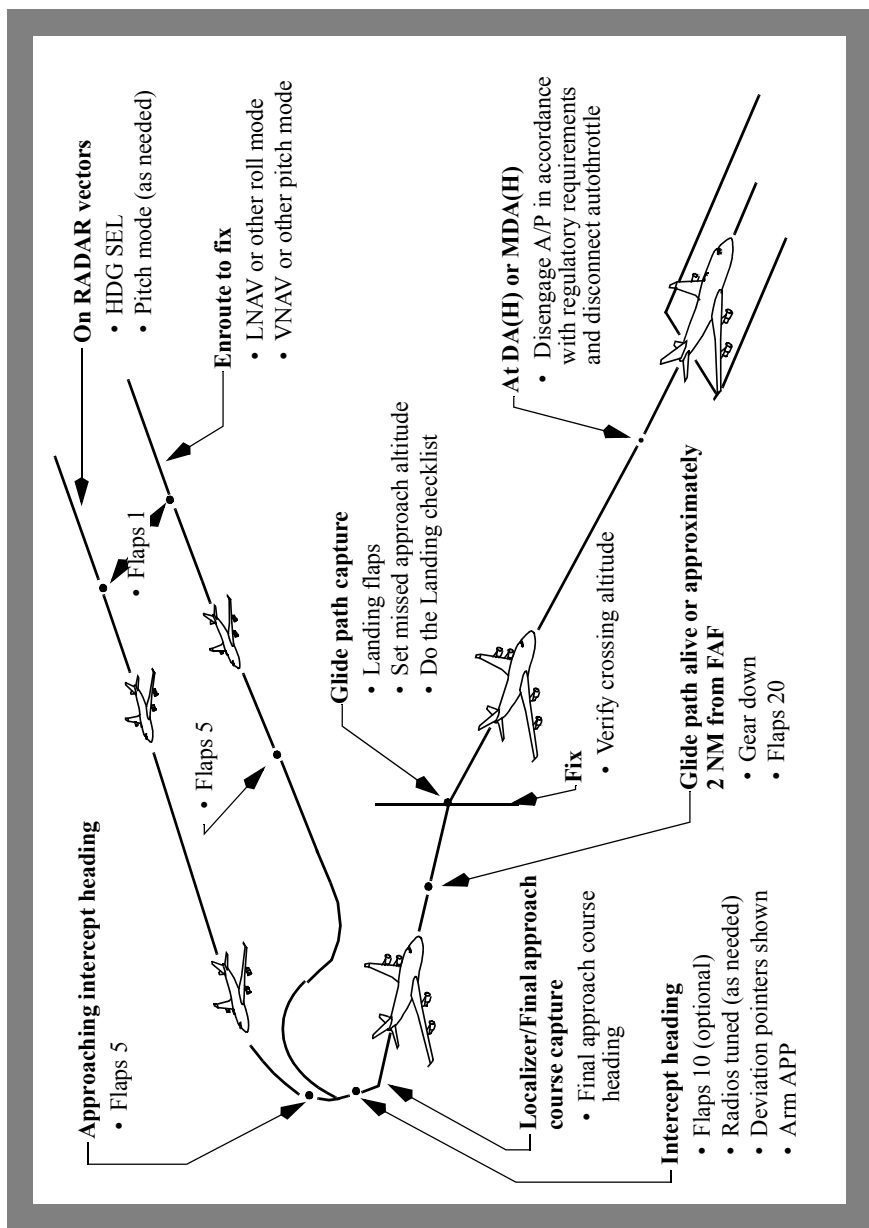 On RADAR vectors
• HDG SEL
• Pitch mode (as needed)
Enroute to fix
• LNAV or other roll mode
• VNAV or other pitch mode
• Flaps 1
Approaching intercept heading
• Flaps 5
• Flaps 5
Localizer/Final approach
course capture
• Final approach course
heading
Intercept heading
• Flaps 10 (optional)
• Radios tuned (as needed)
• Deviation pointers shown
• Arm APP
Glide path capture
• Landing flaps
• Set missed approach altitude
• Do the Landing checklist
Fix
• Verify crossing altitude
Glide path alive or approximately
2 NM from FAF
• Gear down
• Flaps 20
At DA(H) or MDA(H)
• Disengage A/P in accordance
with regulatory requirements
and disconnect autothrottle